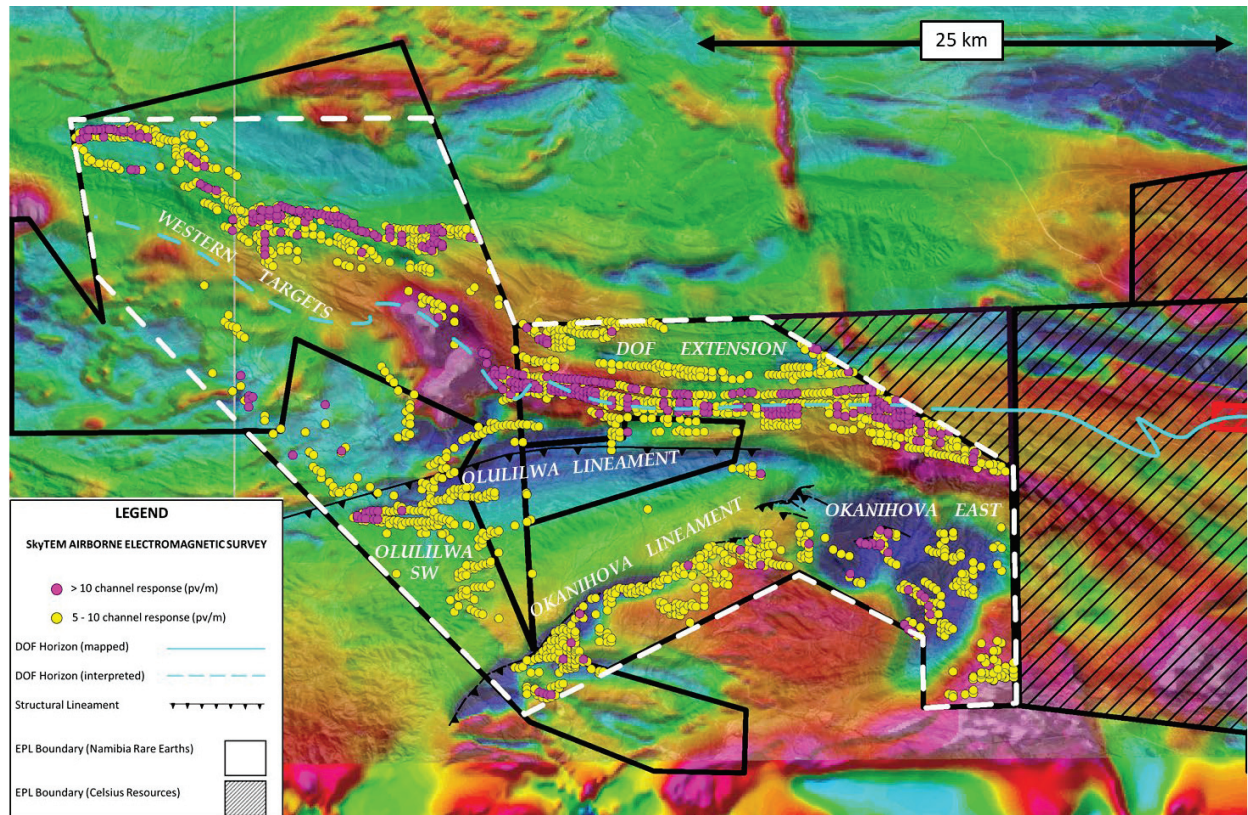 25 km
WESTERN TARGETS
DOF EXTENSION
OLULILWA LINEAMENT
OKANIHOVA EAST
OLULILWA
SW
OKANIHOVA LINEAMENT
LEGEND
SkyTEM AIRBORNE ELECTROMAGNETIC SURVEY
> 10 channel response (pv/m)
5 - 10 channel response (pv/m)
DOF Horizon (mapped)
DOF Horizon (interpreted)
Structural Lineament
EPL Boundary (Namibia Rare Earths)
EPL Boundary (Celsius Resources)